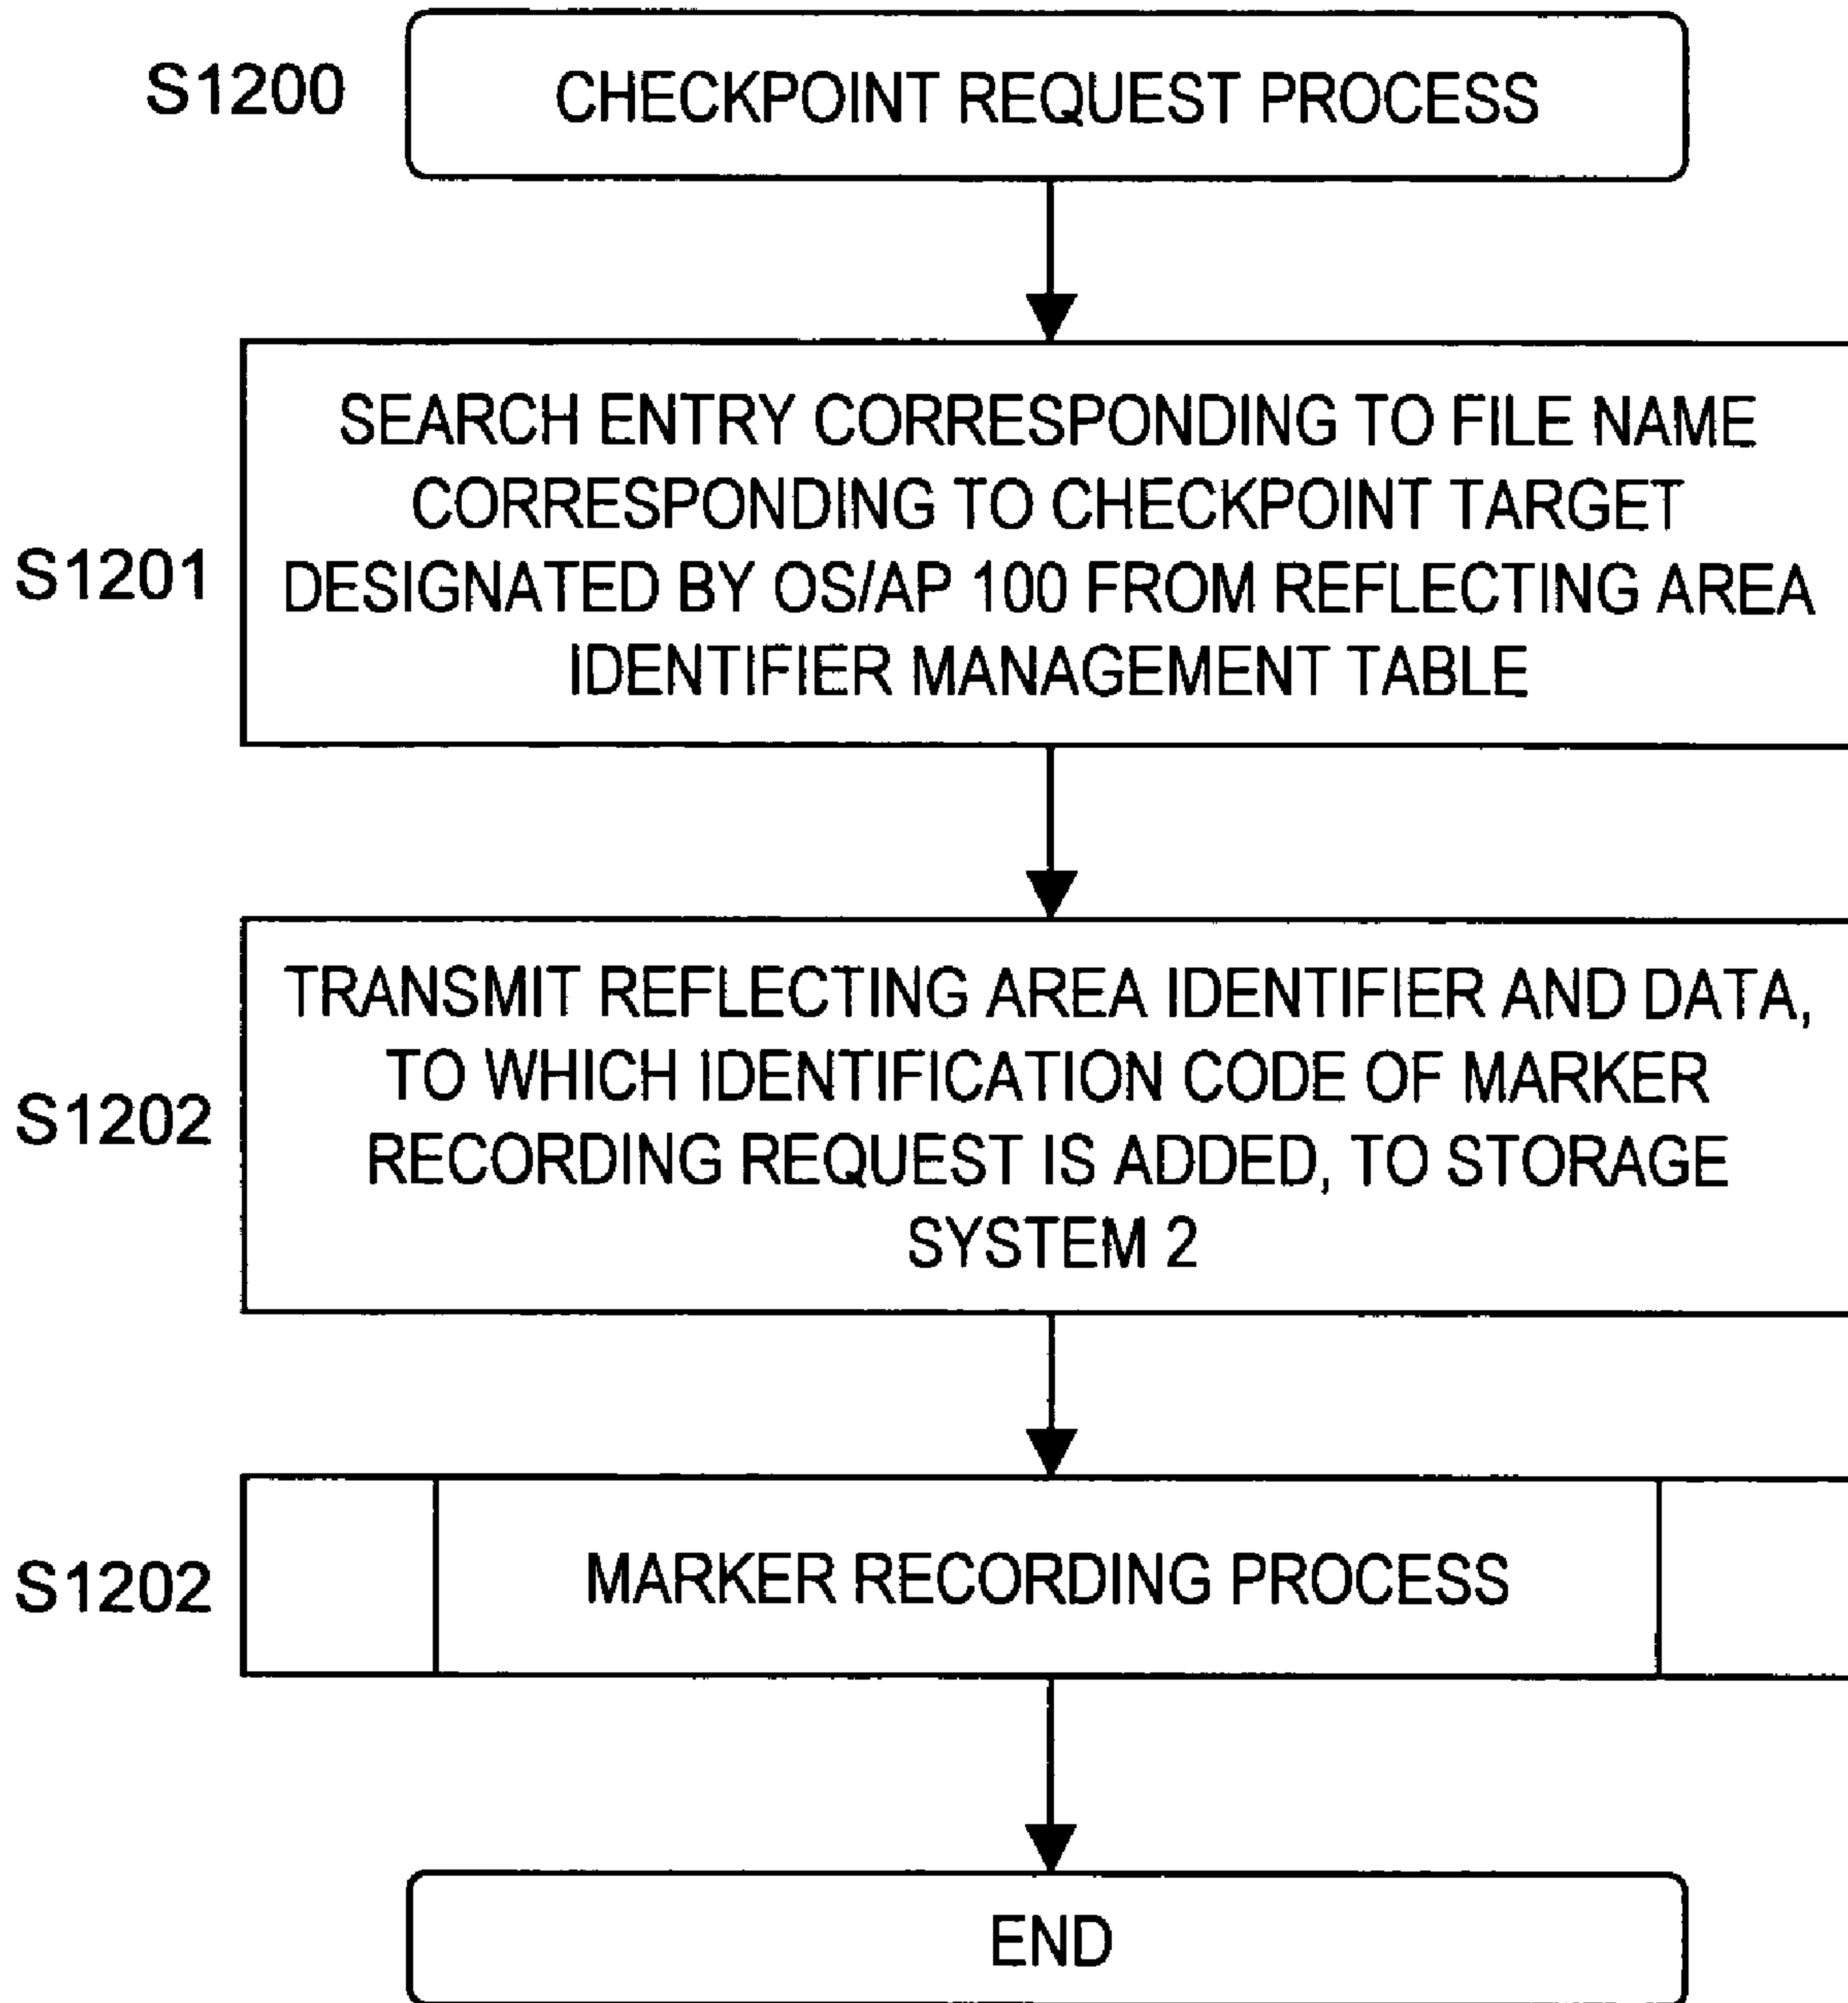 S1200
CHECKPOINT REQUEST PROCESS
S1201
SEARCH ENTRY CORRESPONDING TO FILE NAME
CORRESPONDING TO CHECKPOINT TARGET
DESIGNATED BY OS/AP 100 FROM REFLECTING AREA
IDENTIFIER MANAGEMENT TABLE
S1202
TRANSMIT REFLECTING AREA IDENTIFIER AND DATA,
TO WHICH IDENTIFICATION CODE OF MARKER
RECORDING REQUEST IS ADDED, TO STORAGE
SYSTEM 2
S1202
MARKER RECORDING PROCESS
END